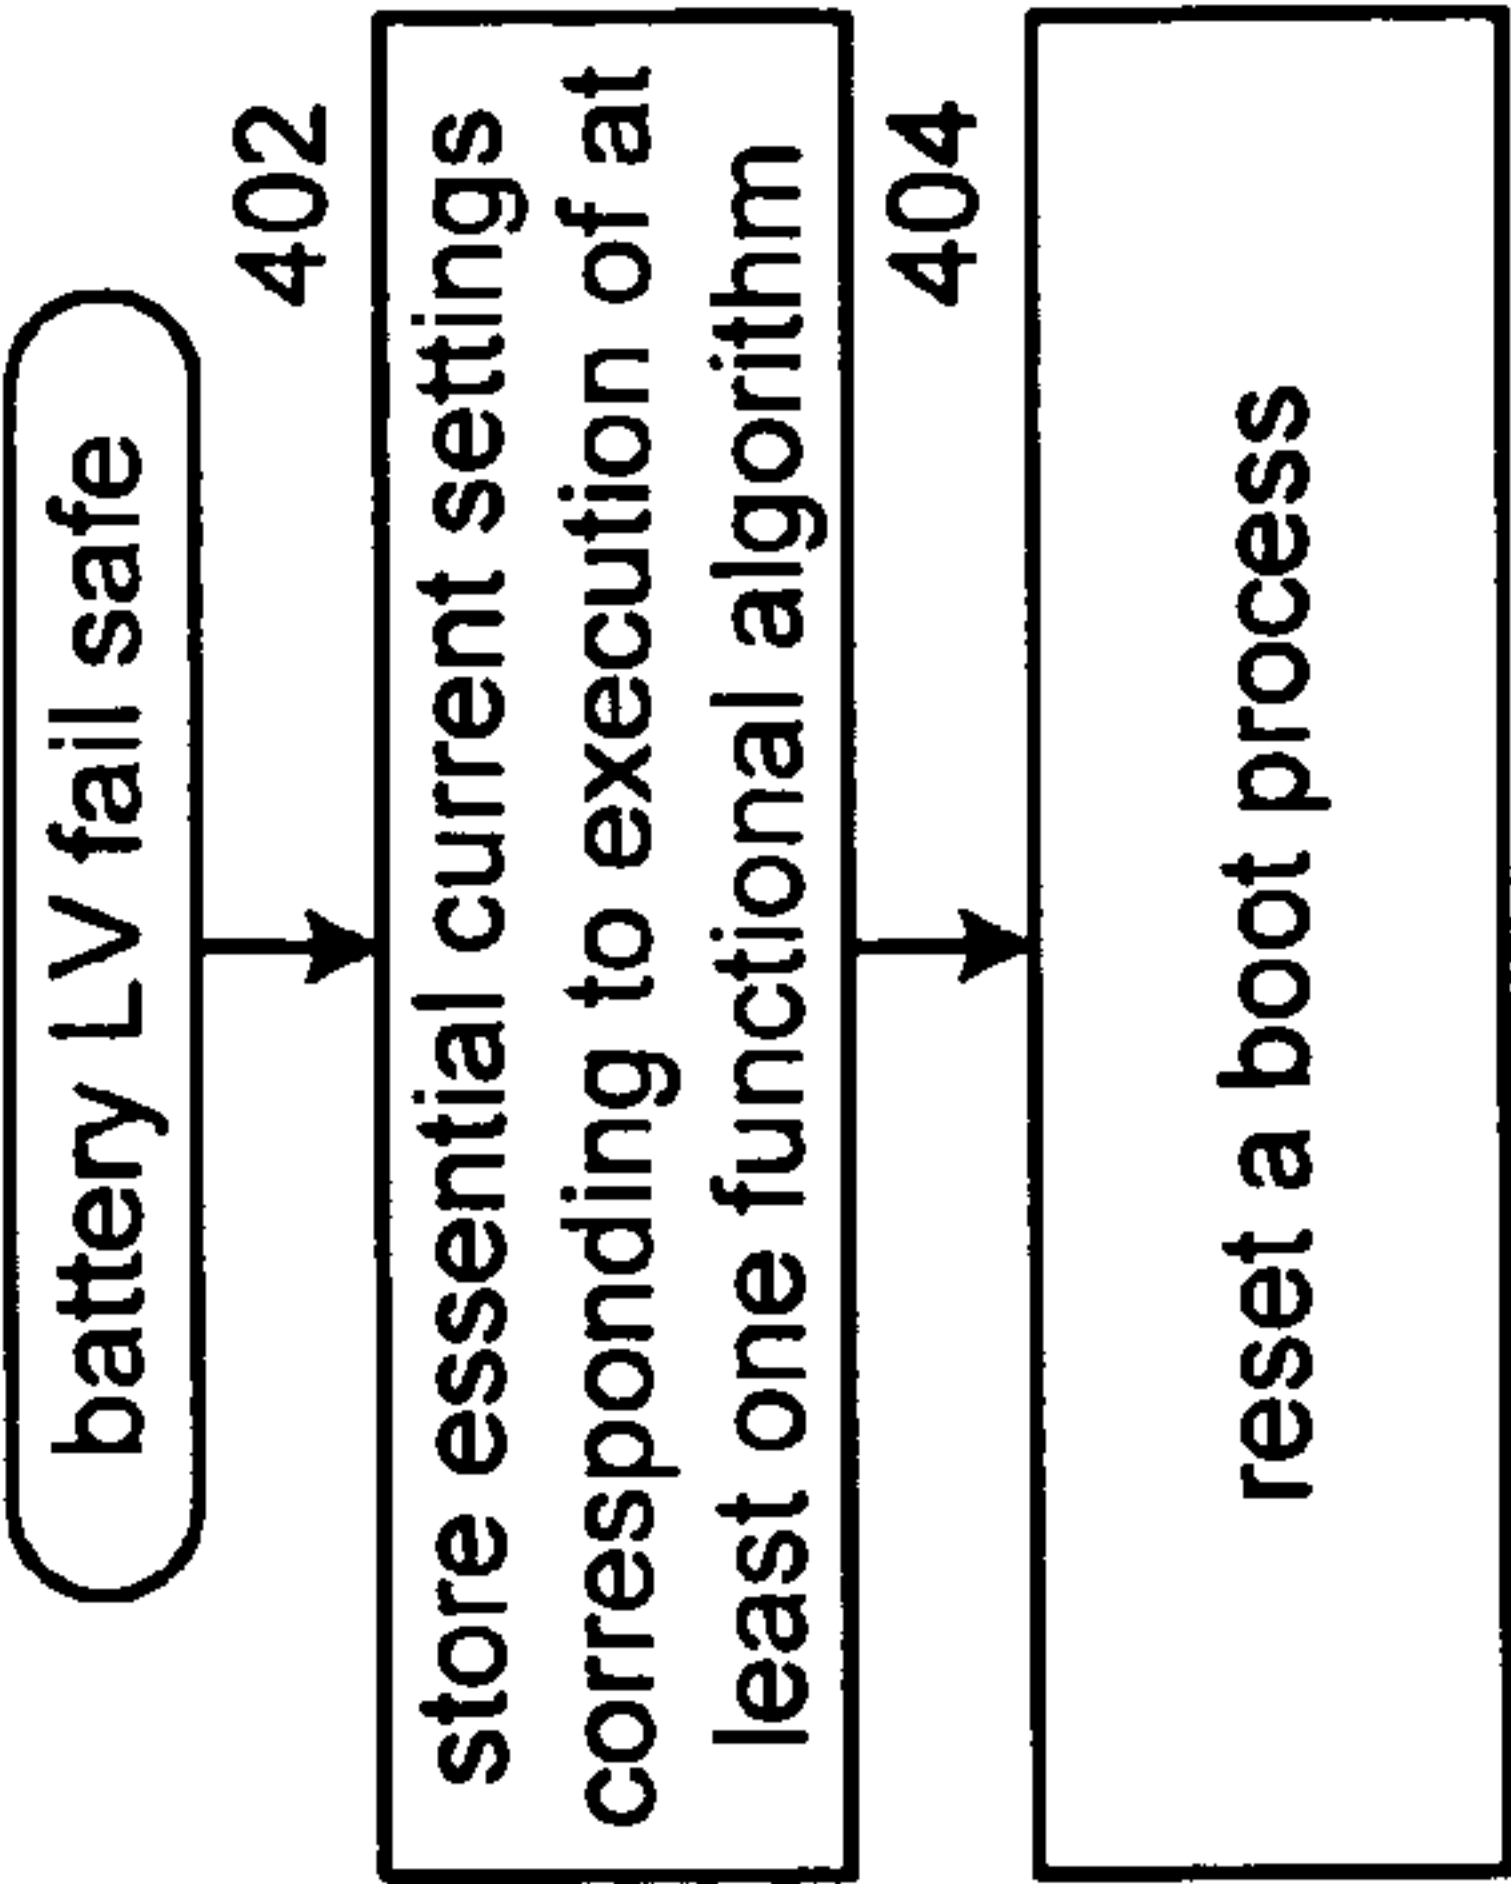 battery LV fail safe
402
store essential current settings
corresponding to execution of at
least one functional algorithm
404
reset a boot process